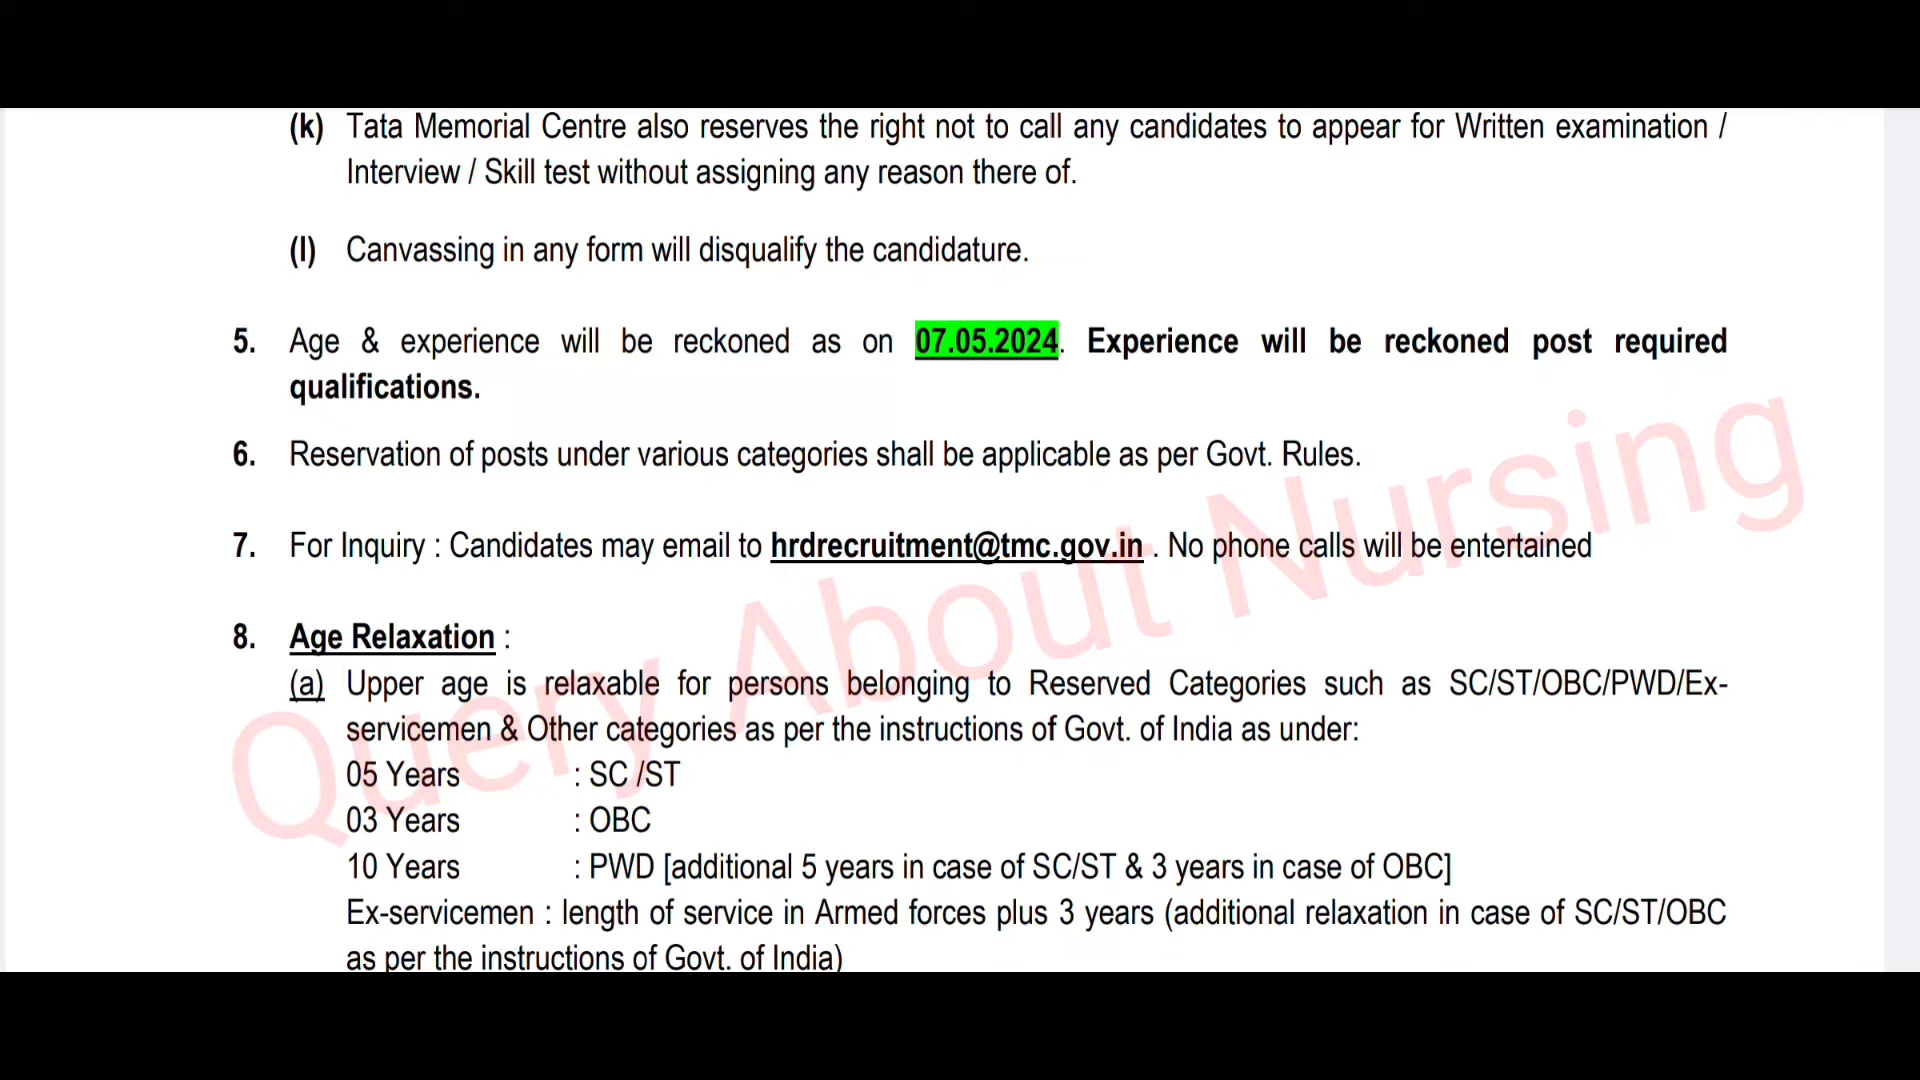 (k) Tata Memorial Centre also reserves the right not to call any candidates to appear for Written examination /
Interview / Skill test without assigning any reason there of.
(l) Canvassing in any form will disqualify the candidature.
5. Age & experience will be reckoned as on 07.05.2024. Experience will be reckoned post required
qualifications.
6. Reservation of posts under various categories shall be applicable as per Govt. Rules.
7. For Inquiry : Candidates may email to hrdrecruitment@tmc.gov.in . No phone calls will be entertained
8. Age Relaxation :
(a) Upper age is relaxable for persons belonging to Reserved Categories such as SC/ST/OBC/PWD/Ex-
servicemen & Other categories as per the instructions of Govt. of India as under:
05 Years : SC /ST
03 Years : OBC
10 Years : PWD [additional 5 years in case of SC/ST & 3 years in case of OBC]
Ex-servicemen : length of service in Armed forces plus 3 years (additional relaxation in case of SC/ST/OBC
as per the instructions of Govt. of India)
Query About Nursing